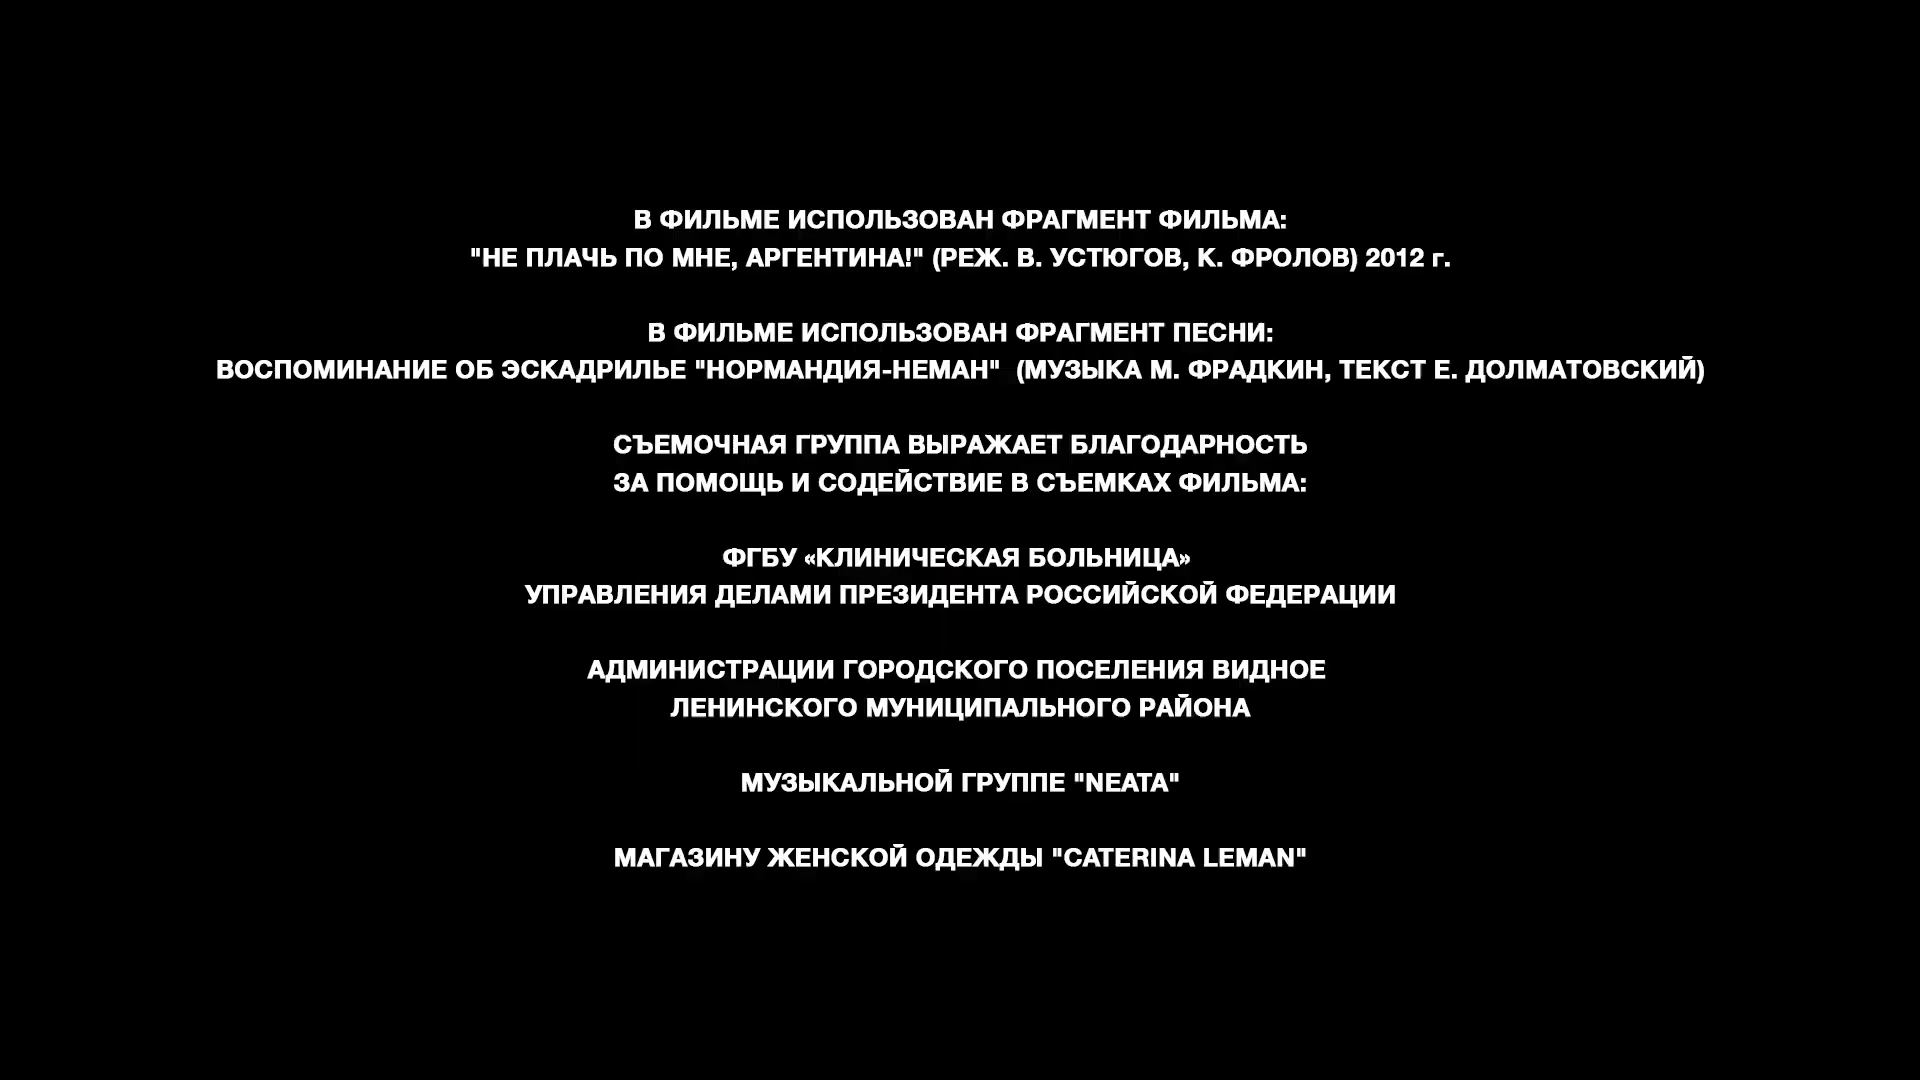 В ФИЛЬМЕ ИСПОЛЬЗОВАН ФРАГМЕНТ ФИЛЬМА:
"НЕ ПЛАЧЬ ПО МНЕ, АРГЕНТИНА!" (РЕЖ. В. УСТЮГОВ, К. ФРОЛОВ) 2012 г.
В ФИЛЬМЕ ИСПОЛЬЗОВАН ФРАГМЕНТ ПЕСНИ:
ВОСПОМИНАНИЕ ОБ ЭСКАДРИЛЬЕ "НОРМАНДИЯ-НЕМАН"  (МУЗЫКА М. ФРАДКИН, ТЕКСТ Е. ДОЛМАТОВСКИЙ)
СЪЕМОЧНАЯ ГРУППА ВЫРАЖАЕТ БЛАГОДАРНОСТЬ
ЗА ПОМОЩЬ И СОДЕЙСТВИЕ В СЪЕМКАХ ФИЛЬМА:
ФГБУ «КЛИНИЧЕСКАЯ БОЛЬНИЦА»
УПРАВЛЕНИЯ ДЕЛАМИ ПРЕЗИДЕНТА РОССИЙСКОЙ ФЕДЕРАЦИИ
АДМИНИСТРАЦИИ ГОРОДСКОГО ПОСЕЛЕНИЯ ВИДНОЕ
ЛЕНИНСКОГО МУНИЦИПАЛЬНОГО РАЙОНА
МУЗЫКАЛЬНОЙ ГРУППЕ "NEATA"
МАГАЗИНУ ЖЕНСКОЙ ОДЕЖДЫ "CATERINA LEMAN"